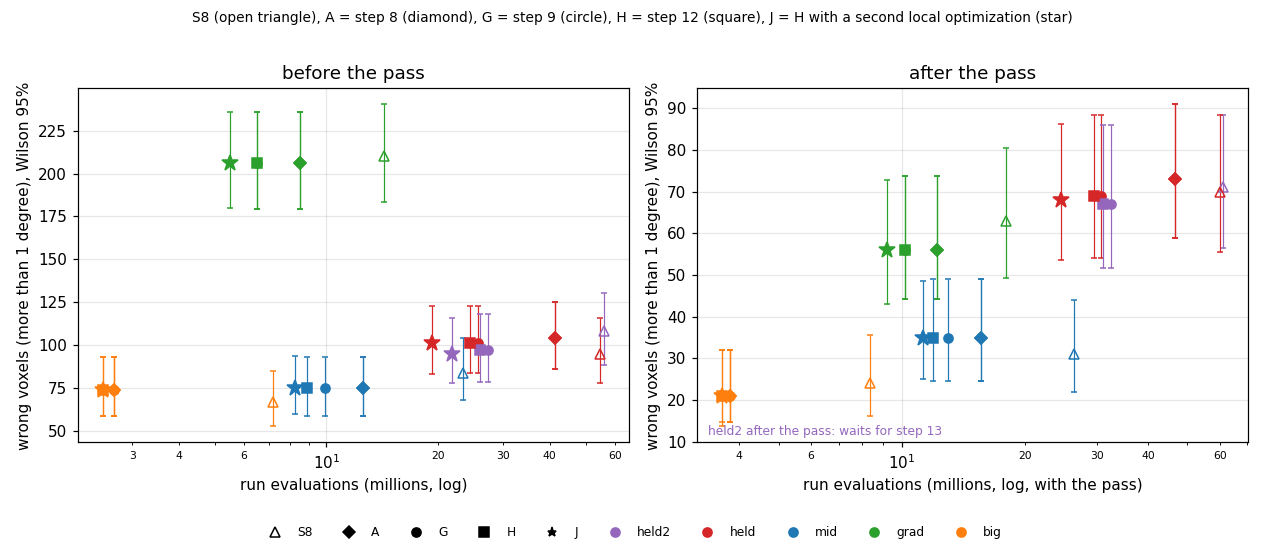 S8 (open triangle), A = step 8 (diamond), G = step 9 (circle), H = step 12 (square), J = H with a second local optimization (star)
before the pass
wrong voxels (more than 1 degree), Wilson 95%
225
200
175
150
125
100
75
50
3 4 6 10¹ 20 30 40 60
run evaluations (millions, log)
after the pass
wrong voxels (more than 1 degree), Wilson 95%
90
80
70
60
50
40
30
20
10
held2 after the pass: waits for step 13
4 6 10¹ 20 30 40 60
run evaluations (millions, log, with the pass)
S8 A G H J held2 held mid grad big